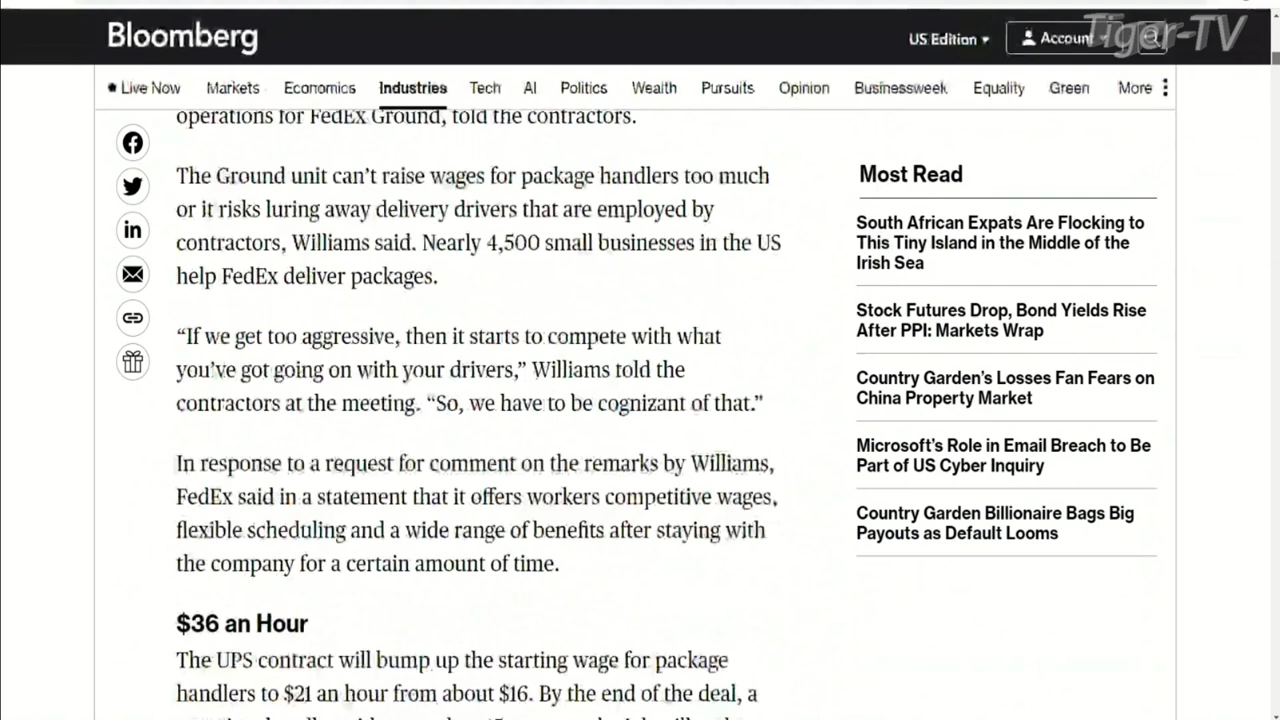 Bloomberg
US Edition
Account
Tiger-TV
Live Now
Markets
Economics
Industries
Tech
AI
Politics
Wealth
Pursuits
Opinion
Businessweek
Equality
Green
More
operations for FedEx Ground, told the contractors.
The Ground unit can’t raise wages for package handlers too much
or it risks luring away delivery drivers that are employed by
contractors, Williams said. Nearly 4,500 small businesses in the US
help FedEx deliver packages.
“If we get too aggressive, then it starts to compete with what
you’ve got going on with your drivers,” Williams told the
contractors at the meeting. “So, we have to be cognizant of that.”
In response to a request for comment on the remarks by Williams,
FedEx said in a statement that it offers workers competitive wages,
flexible scheduling and a wide range of benefits after staying with
the company for a certain amount of time.
$36 an Hour
The UPS contract will bump up the starting wage for package
handlers to $21 an hour from about $16. By the end of the deal, a
Most Read
South African Expats Are Flocking to
This Tiny Island in the Middle of the
Irish Sea
Stock Futures Drop, Bond Yields Rise
After PPI: Markets Wrap
Country Garden’s Losses Fan Fears on
China Property Market
Microsoft’s Role in Email Breach to Be
Part of US Cyber Inquiry
Country Garden Billionaire Bags Big
Payouts as Default Looms